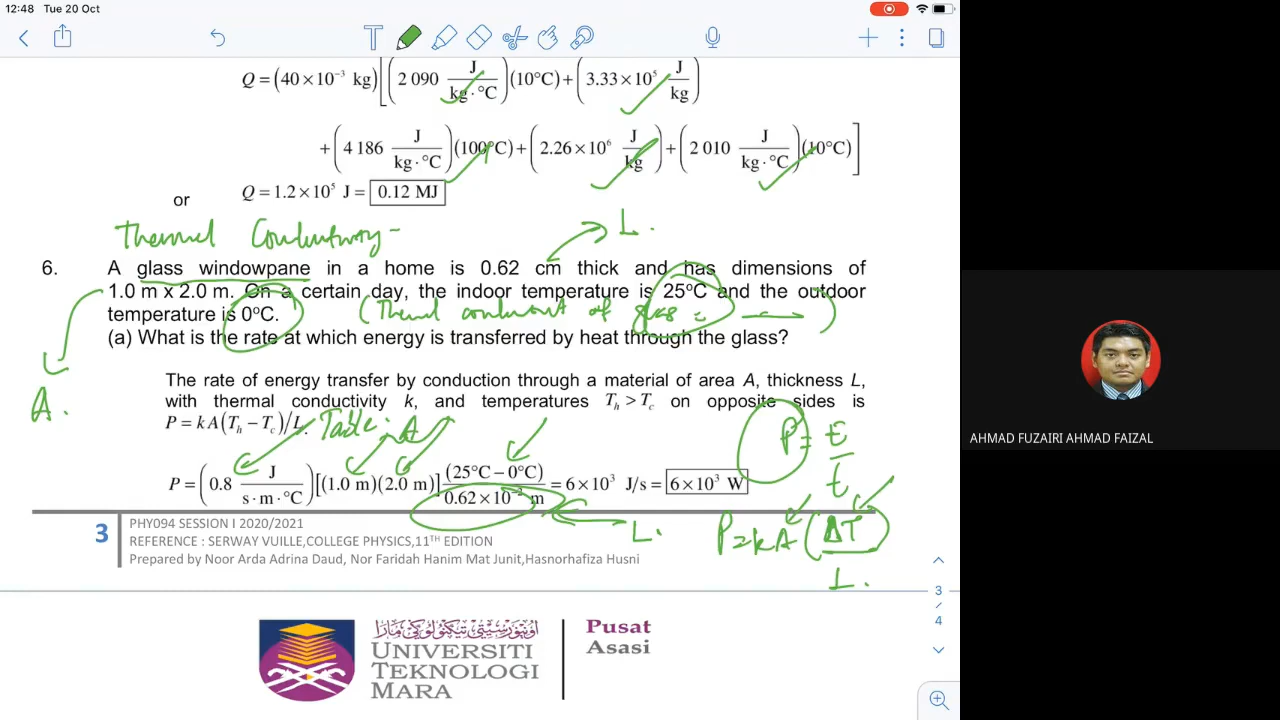 12:48 Tue 20 Oct
Q = (40 × 10⁻³ kg)[(2 090 J/kg·°C)(10°C) + (3.33 × 10⁵ J/kg)
+ (4 186 J/kg·°C)(100°C) + (2.26 × 10⁶ J/kg) + (2 010 J/kg·°C)(10°C)]
or Q = 1.2 × 10⁵ J = 0.12 MJ
Thermal
L.
6. A glass windowpane in a home is 0.62 cm thick and has dimensions of
1.0 m x 2.0 m. On a certain day, the indoor temperature is 25°C and the outdoor
temperature is 0°C.
(a) What is the rate at which energy is transferred by heat through the glass?
A.
The rate of energy transfer by conduction through a material of area A, thickness L,
with thermal conductivity k, and temperatures Tₕ > T꜀ on opposite sides is
P = kA(Tₕ − T꜀)/L.
Table. A
P = E/t
P = (0.8 J/s·m·°C)[(1.0 m)(2.0 m)] (25°C − 0°C)/0.62 × 10⁻² m = 6 × 10³ J/s = 6 × 10³ W
L.
P = kA (ΔT/L.)
3
PHY094 SESSION I 2020/2021
REFERENCE : SERWAY VUILLE,COLLEGE PHYSICS,11TH EDITION
Prepared by Noor Arda Adrina Daud, Nor Faridah Hanim Mat Junit,Hasnorhafiza Husni
3
/
4
اونيۏرسيتي تيكنولوڬي مارا
UNIVERSITI
TEKNOLOGI
MARA
Pusat
Asasi
AHMAD FUZAIRI AHMAD FAIZAL